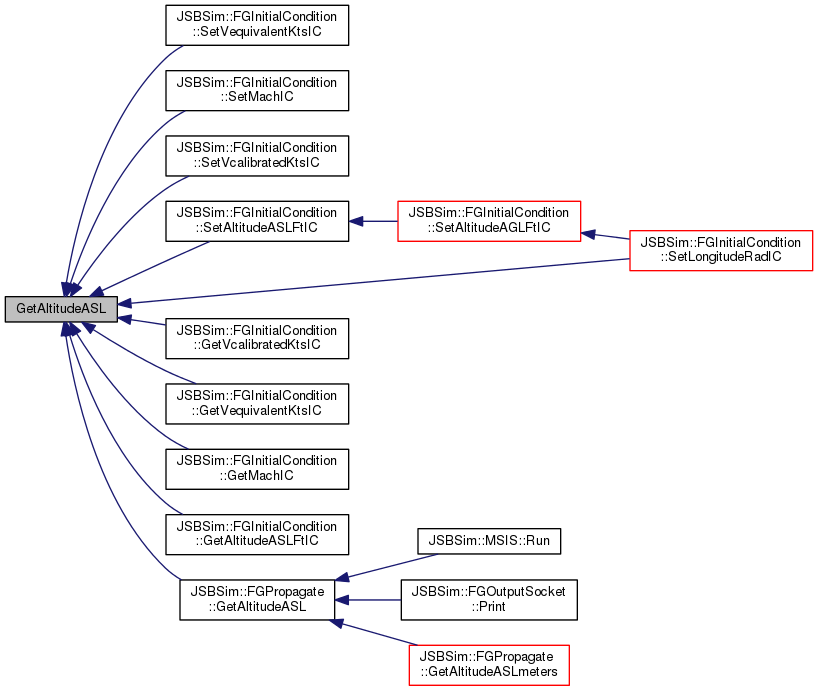 JSBSim::FGInitialCondition
::SetVequivalentKtsIC
JSBSim::FGInitialCondition
::SetMachIC
JSBSim::FGInitialCondition
::SetVcalibratedKtsIC
JSBSim::FGInitialCondition
::SetAltitudeASLFtIC
JSBSim::FGInitialCondition
::SetAltitudeAGLFtIC
JSBSim::FGInitialCondition
::SetLongitudeRadIC
GetAltitudeASL
JSBSim::FGInitialCondition
::GetVcalibratedKtsIC
JSBSim::FGInitialCondition
::GetVequivalentKtsIC
JSBSim::FGInitialCondition
::GetMachIC
JSBSim::FGInitialCondition
::GetAltitudeASLFtIC
JSBSim::MSIS::Run
JSBSim::FGPropagate
::GetAltitudeASL
JSBSim::FGOutputSocket
::Print
JSBSim::FGPropagate
::GetAltitudeASLmeters